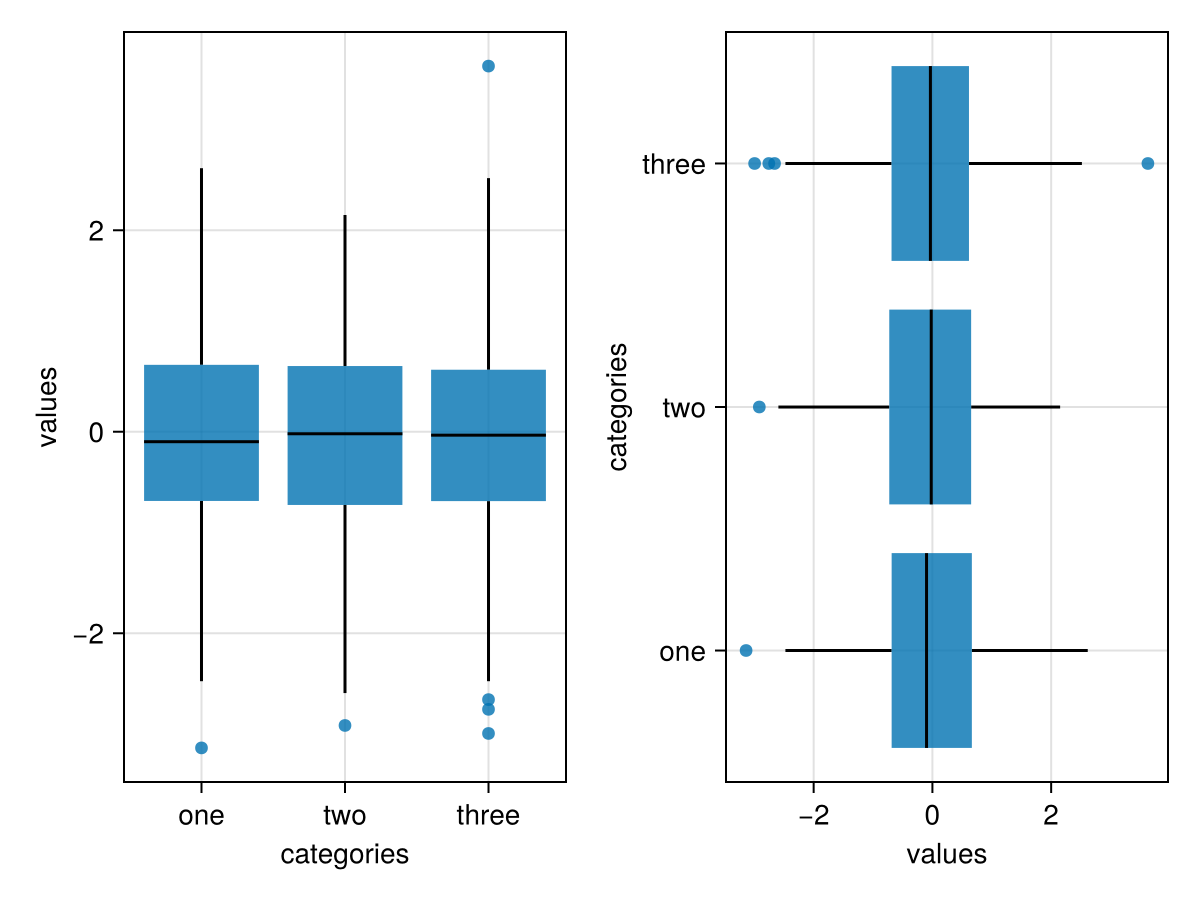 values
2
0
−2
one two three
categories
categories
three
two
one
−2 0 2
values